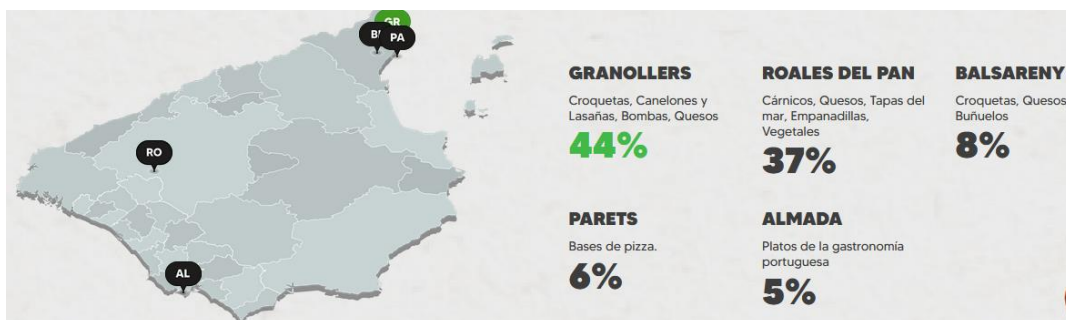 GR
PA
RO
AL
GRANOLLERS
Croquetas, Canelones y
Lasañas, Bombas, Quesos
44%
ROALES DEL PAN
Cárnicos, Quesos, Tapas del
mar, Empanadillas,
Vegetales
37%
BALSARENY
Croquetas, Quesos
Buñuelos
8%
PARETS
Bases de pizza.
6%
ALMADA
Platos de la gastronomía
portuguesa
5%